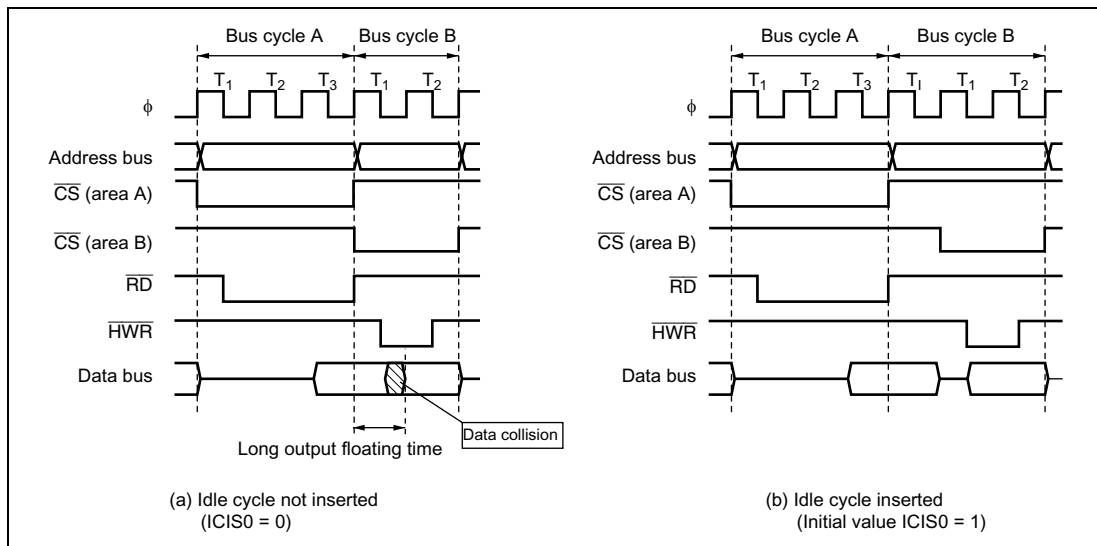 Bus cycle A Bus cycle B
T1 T2 T3 T1 T2
φ
Address bus
CS (area A)
CS (area B)
RD
HWR
Data bus
Data collision
Long output floating time
(a) Idle cycle not inserted
(ICIS0 = 0)
Bus cycle A Bus cycle B
T1 T2 T3 TI T1 T2
φ
Address bus
CS (area A)
CS (area B)
RD
HWR
Data bus
(b) Idle cycle inserted
(Initial value ICIS0 = 1)